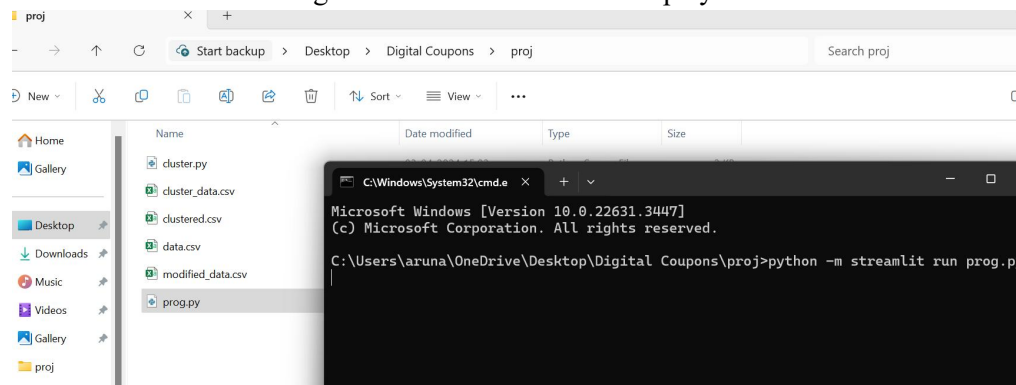 proj
Start backup > Desktop > Digital Coupons > proj
Search proj
New
Sort
View
Name
Date modified
Type
Size
Home
Gallery
Desktop
Downloads
Music
Videos
Gallery
proj
cluster.py
cluster_data.csv
clustered.csv
data.csv
modified_data.csv
prog.py
C:\Windows\System32\cmd.e
Microsoft Windows [Version 10.0.22631.3447]
(c) Microsoft Corporation. All rights reserved.
C:\Users\aruna\OneDrive\Desktop\Digital Coupons\proj>python -m streamlit run prog.p